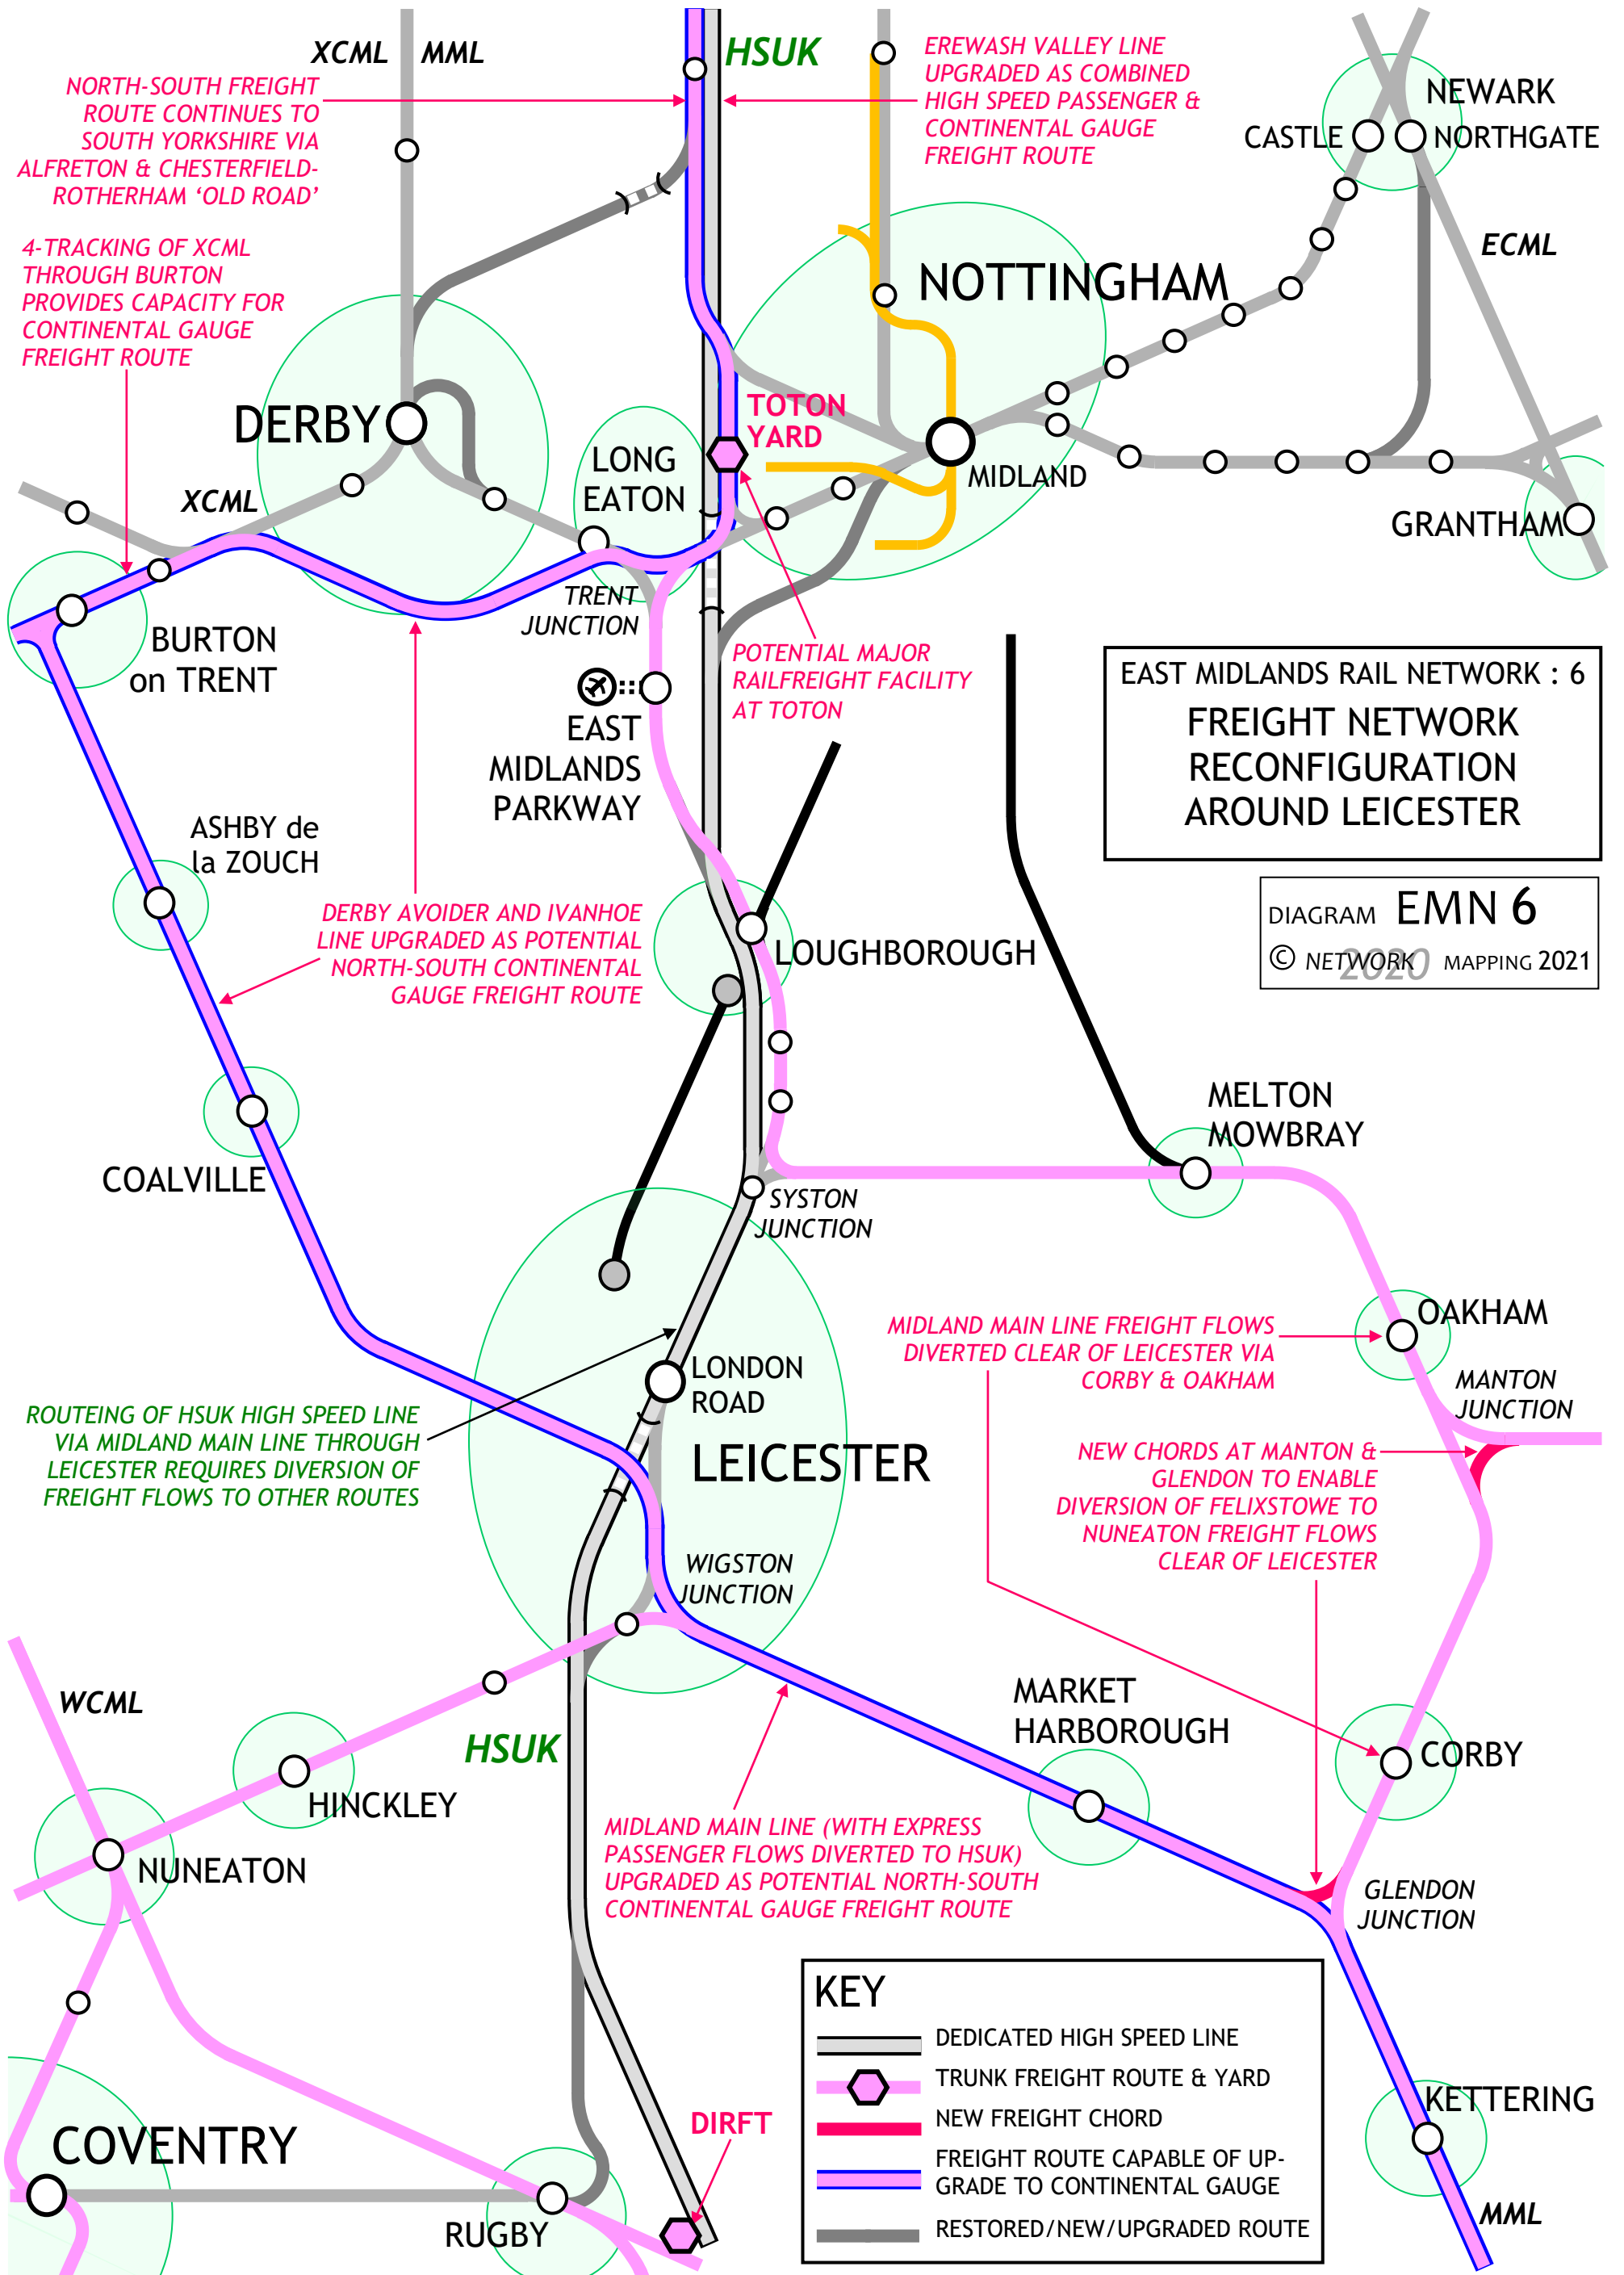 XCML
MML
HSUK
NORTH-SOUTH FREIGHT
ROUTE CONTINUES TO
SOUTH YORKSHIRE VIA
ALFRETON & CHESTERFIELD-
ROTHERHAM ‘OLD ROAD’
EREWASH VALLEY LINE
UPGRADED AS COMBINED
HIGH SPEED PASSENGER &
CONTINENTAL GAUGE
FREIGHT ROUTE
NEWARK
CASTLE
NORTHGATE
ECML
4-TRACKING OF XCML
THROUGH BURTON
PROVIDES CAPACITY FOR
CONTINENTAL GAUGE
FREIGHT ROUTE
NOTTINGHAM
DERBY
TOTON
YARD
LONG
EATON
MIDLAND
XCML
GRANTHAM
TRENT
JUNCTION
BURTON
on TRENT
POTENTIAL MAJOR
RAILFREIGHT FACILITY
AT TOTON
EAST
MIDLANDS
PARKWAY
EAST MIDLANDS RAIL NETWORK : 6
FREIGHT NETWORK
RECONFIGURATION
AROUND LEICESTER
DIAGRAM EMN 6
© NETWORK 2020 MAPPING 2021
ASHBY de
la ZOUCH
DERBY AVOIDER AND IVANHOE
LINE UPGRADED AS POTENTIAL
NORTH-SOUTH CONTINENTAL
GAUGE FREIGHT ROUTE
LOUGHBOROUGH
COALVILLE
MELTON
MOWBRAY
SYSTON
JUNCTION
OAKHAM
MIDLAND MAIN LINE FREIGHT FLOWS
DIVERTED CLEAR OF LEICESTER VIA
CORBY & OAKHAM
MANTON
JUNCTION
LONDON
ROAD
ROUTEING OF HSUK HIGH SPEED LINE
VIA MIDLAND MAIN LINE THROUGH
LEICESTER REQUIRES DIVERSION OF
FREIGHT FLOWS TO OTHER ROUTES
LEICESTER
NEW CHORDS AT MANTON &
GLENDON TO ENABLE
DIVERSION OF FELIXSTOWE TO
NUNEATON FREIGHT FLOWS
CLEAR OF LEICESTER
WIGSTON
JUNCTION
WCML
HSUK
MARKET
HARBOROUGH
CORBY
HINCKLEY
NUNEATON
MIDLAND MAIN LINE (WITH EXPRESS
PASSENGER FLOWS DIVERTED TO HSUK)
UPGRADED AS POTENTIAL NORTH-SOUTH
CONTINENTAL GAUGE FREIGHT ROUTE
GLENDON
JUNCTION
KEY
DEDICATED HIGH SPEED LINE
TRUNK FREIGHT ROUTE & YARD
NEW FREIGHT CHORD
FREIGHT ROUTE CAPABLE OF UP-
GRADE TO CONTINENTAL GAUGE
RESTORED/NEW/UPGRADED ROUTE
KETTERING
MML
COVENTRY
DIRFT
RUGBY